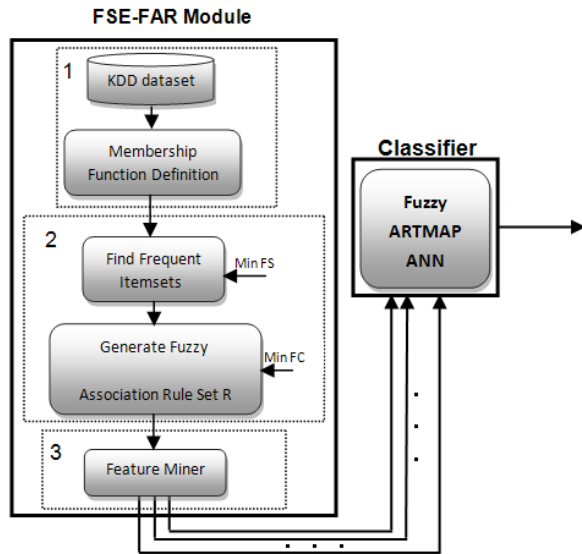 FSE-FAR Module
1
KDD dataset
Membership
Function Definition
2
Find Frequent
Itemsets
Min FS
Generate Fuzzy
Association Rule Set R
Min FC
3
Feature Miner
Classifier
Fuzzy
ARTMAP
ANN